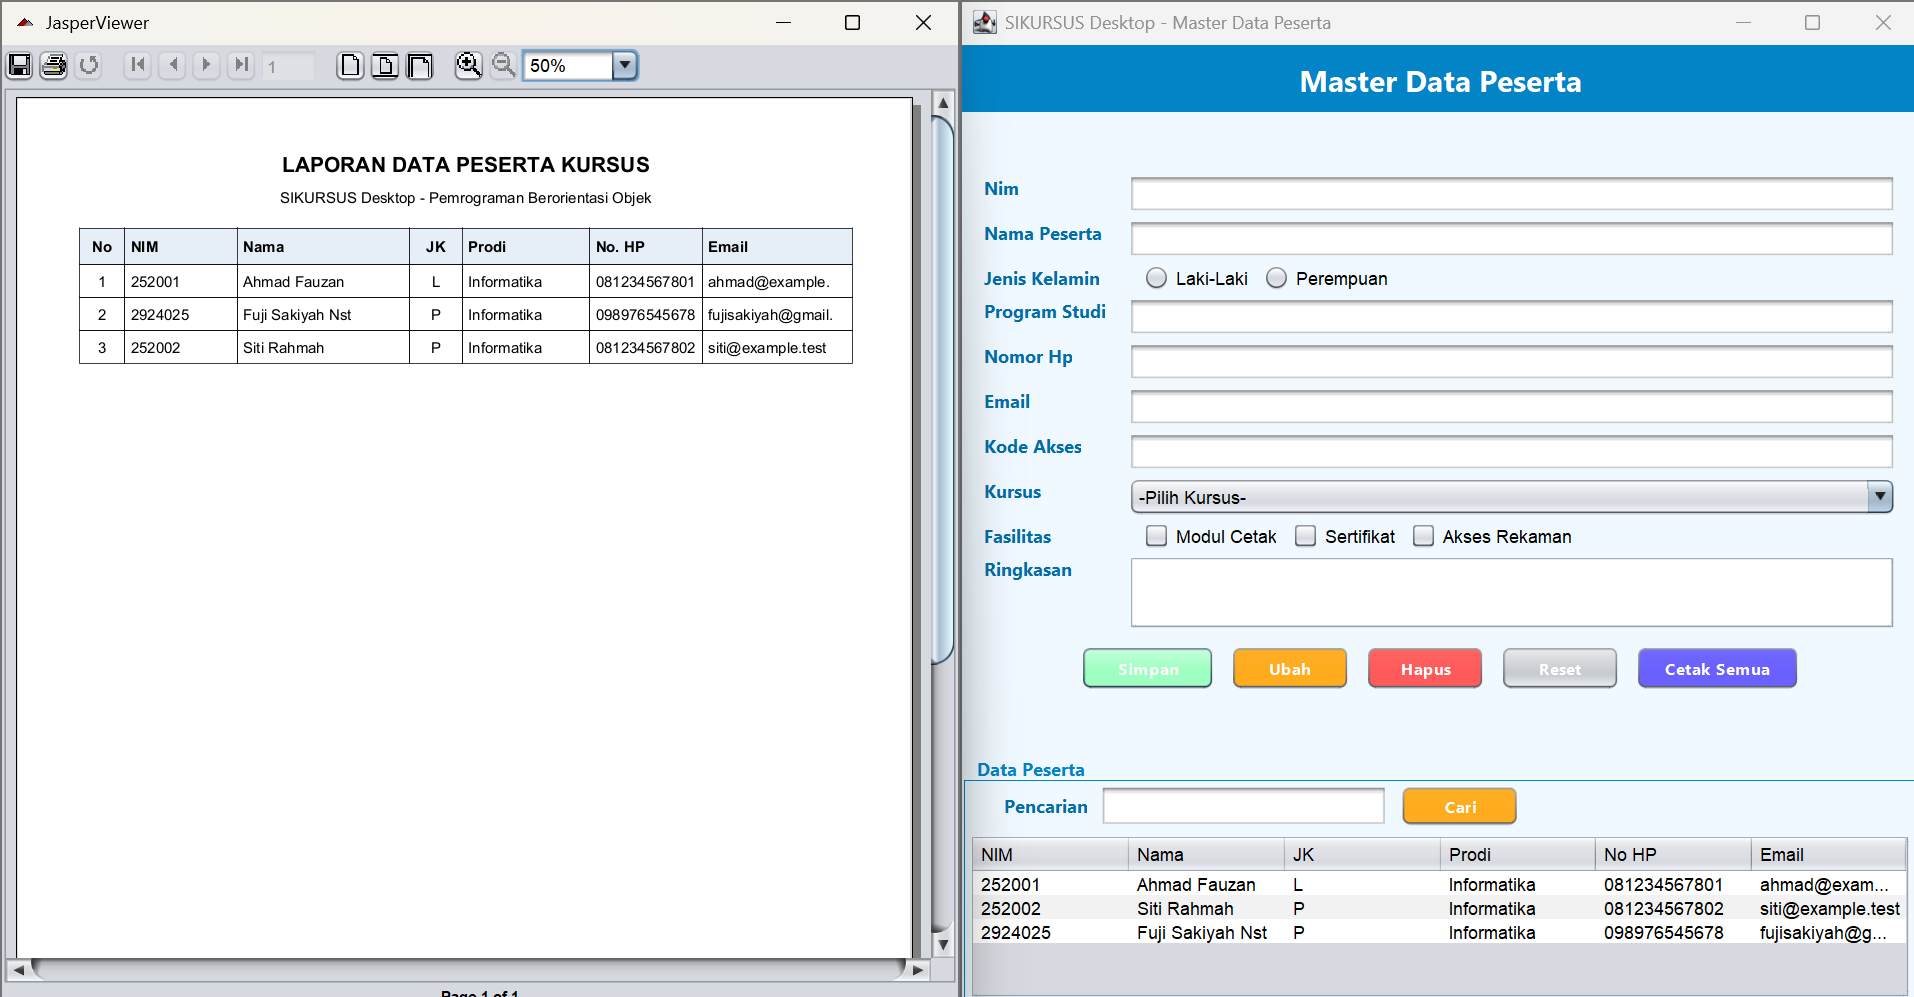 JasperViewer
1
50%
LAPORAN DATA PESERTA KURSUS
SIKURSUS Desktop - Pemrograman Berorientasi Objek
No NIM Nama JK Prodi No. HP Email
1 252001 Ahmad Fauzan L Informatika 081234567801 ahmad@example.
2 2924025 Fuji Sakiyah Nst P Informatika 098976545678 fujisakiyah@gmail.
3 252002 Siti Rahmah P Informatika 081234567802 siti@example.test
Page 1 of 1
SIKURSUS Desktop - Master Data Peserta
Master Data Peserta
Nim
Nama Peserta
Jenis Kelamin Laki-Laki Perempuan
Program Studi
Nomor Hp
Email
Kode Akses
Kursus -Pilih Kursus-
Fasilitas Modul Cetak Sertifikat Akses Rekaman
Ringkasan
Simpan Ubah Hapus Reset Cetak Semua
Data Peserta
Pencarian Cari
NIM Nama JK Prodi No HP Email
252001 Ahmad Fauzan L Informatika 081234567801 ahmad@exam...
252002 Siti Rahmah P Informatika 081234567802 siti@example.test
2924025 Fuji Sakiyah Nst P Informatika 098976545678 fujisakiyah@g...